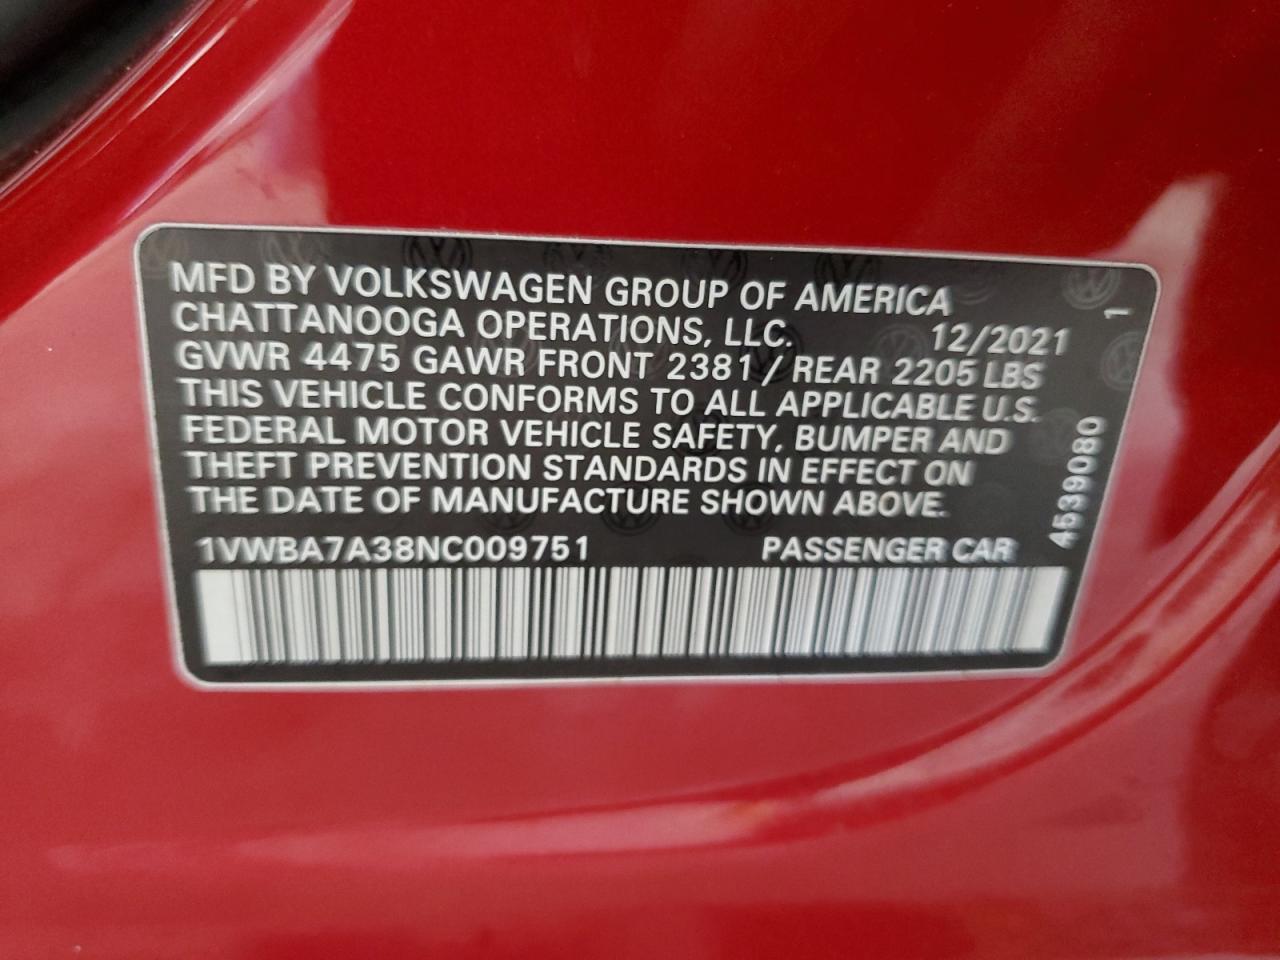 MFD BY VOLKSWAGEN GROUP OF AMERICA
CHATTANOOGA OPERATIONS, LLC. 12/2021
GVWR 4475 GAWR FRONT 2381 / REAR 2205 LBS
THIS VEHICLE CONFORMS TO ALL APPLICABLE U.S.
FEDERAL MOTOR VEHICLE SAFETY, BUMPER AND
THEFT PREVENTION STANDARDS IN EFFECT ON
THE DATE OF MANUFACTURE SHOWN ABOVE.
1VWBA7A38NC009751 PASSENGER CAR
4539080 1